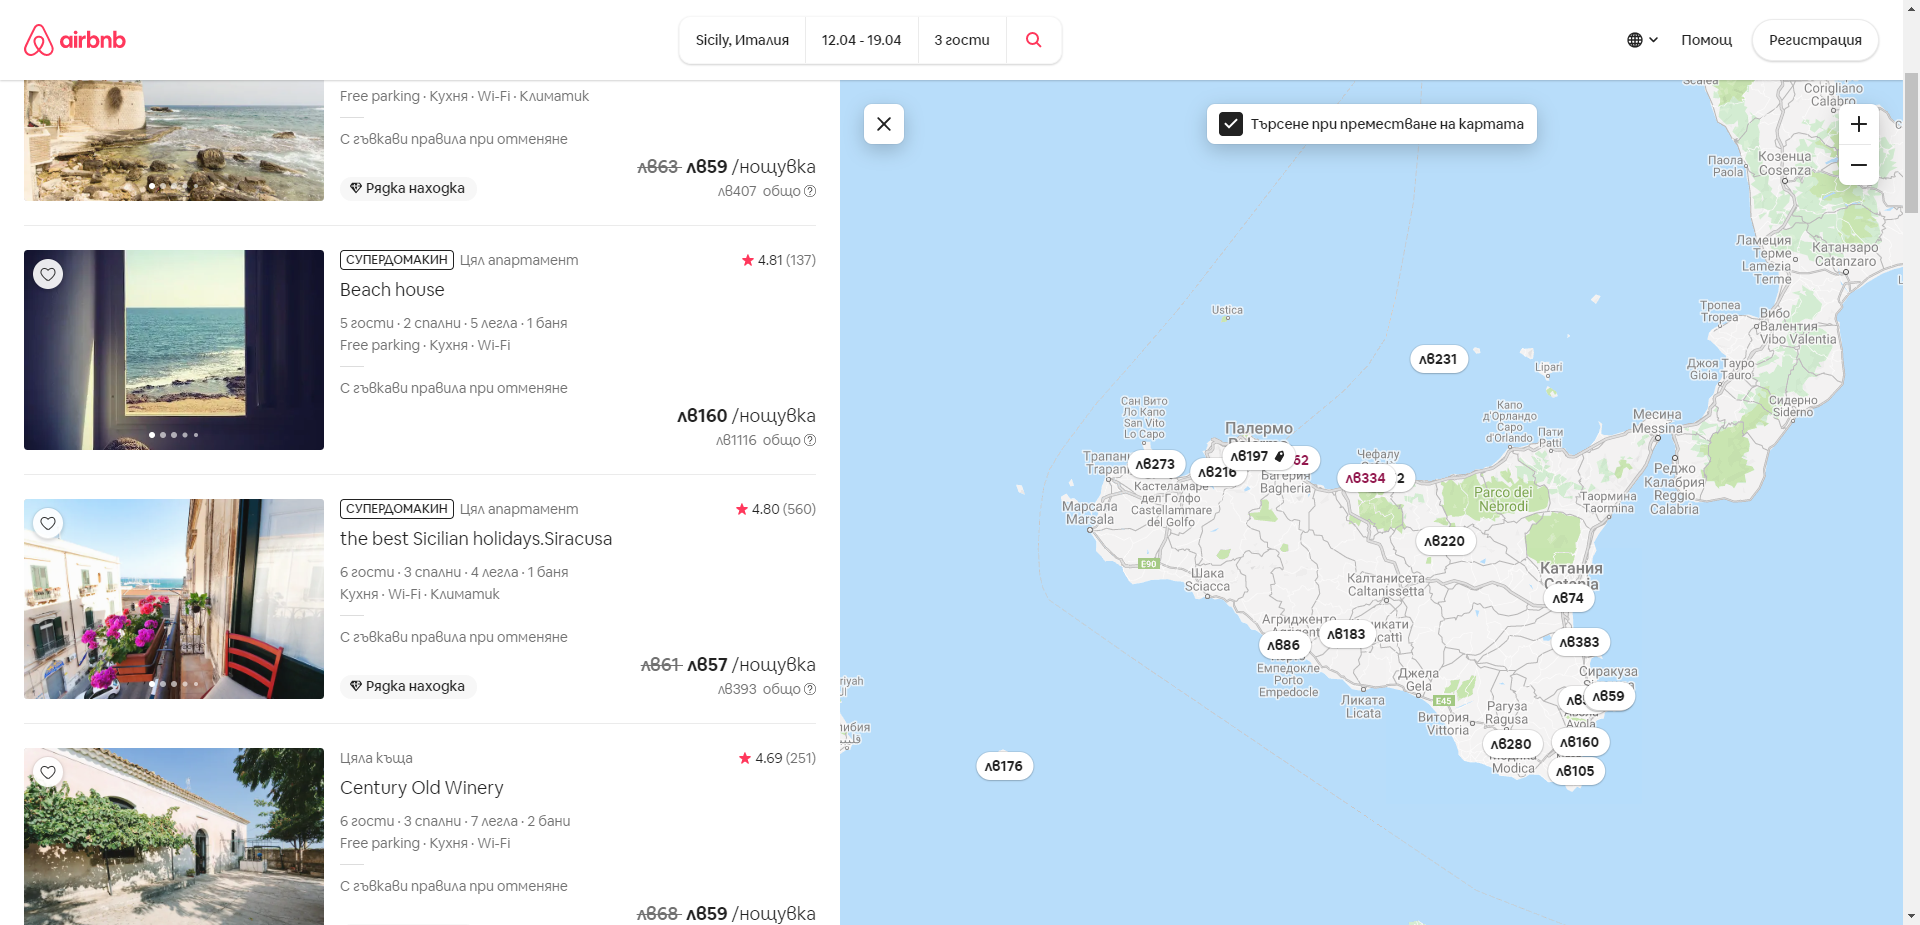 airbnb
Sicily, Италия
12.04 - 19.04
3 гости
Помощ
Регистрация
Free parking · Кухня · Wi-Fi · Климатик
С гъвкави правила при отменяне
лв63 лв59 /нощувка
Рядка находка
лв407 общо
СУПЕРДОМАКИН Цял апартамент
4.81 (137)
Beach house
5 гости · 2 спални · 5 легла · 1 баня
Free parking · Кухня · Wi-Fi
С гъвкави правила при отменяне
лв160 /нощувка
лв1116 общо
СУПЕРДОМАКИН Цял апартамент
4.80 (560)
the best Sicilian holidays.Siracusa
6 гости · 3 спални · 4 легла · 1 баня
Кухня · Wi-Fi · Климатик
С гъвкави правила при отменяне
лв61 лв57 /нощувка
Рядка находка
лв393 общо
Цяла къща
4.69 (251)
Century Old Winery
6 гости · 3 спални · 7 легла · 2 бани
Free parking · Кухня · Wi-Fi
С гъвкави правила при отменяне
лв68 лв59 /нощувка
Търсене при преместване на картата
Corigliano
Calabro
Паола
Paola
Козенца
Cosenza
Ламеция
Терме
Lamezia
Terme
Катанзаро
Catanzaro
Тропеа
Tropea
Вибо
Валентия
Vibo Valentia
Ustica
лв231
Lipari
Джоя Тауро
Gioia Tauro
Сидерно
Siderno
Сан Вито
Ло Капо
San Vito
Lo Capo
Капо
д'Орландо
Capo
d'Orlando
Пати
Patti
Месина
Messina
Палермо
лв197
лв273
лв216
62
Чефалу
лв334
2
Багерия
Bagheria
Кастеламаре
дел Голфо
Castellammare
del Golfo
Марсала
Marsala
Parco dei
Nebrodi
Реджо
Калабрия
Reggio
Calabria
Таормина
Taormina
лв220
E90
Шака
Sciacca
Калтанисета
Caltanissetta
Катания
лв74
Агридженто
лв183
лв86
Емпедокле
Porto
Empedocle
лв383
Сиракуза
Джела
Gela
E45
Ликата
Licata
Витория
Vittoria
Рагуза
Ragusa
лв59
Avola
лв280
лв160
Modica
лв105
лв176